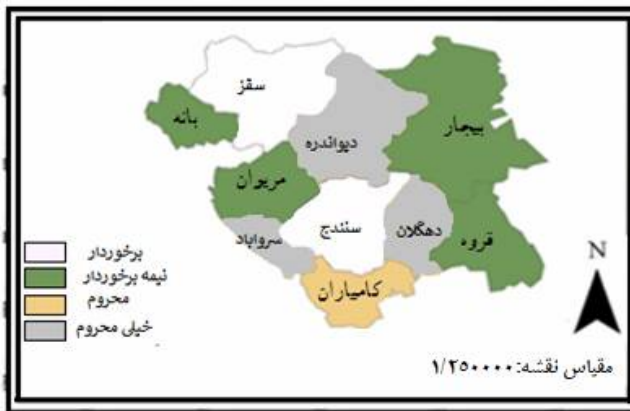 سقز
بانه
دیواندره
بیجار
مریوان
سنندج
دهگلان
سرواباد
قروه
کامیاران
برخوردار
نیمه برخوردار
محروم
خیلی محروم
N
مقیاس نقشه: ۱/۲۵۰۰۰۰